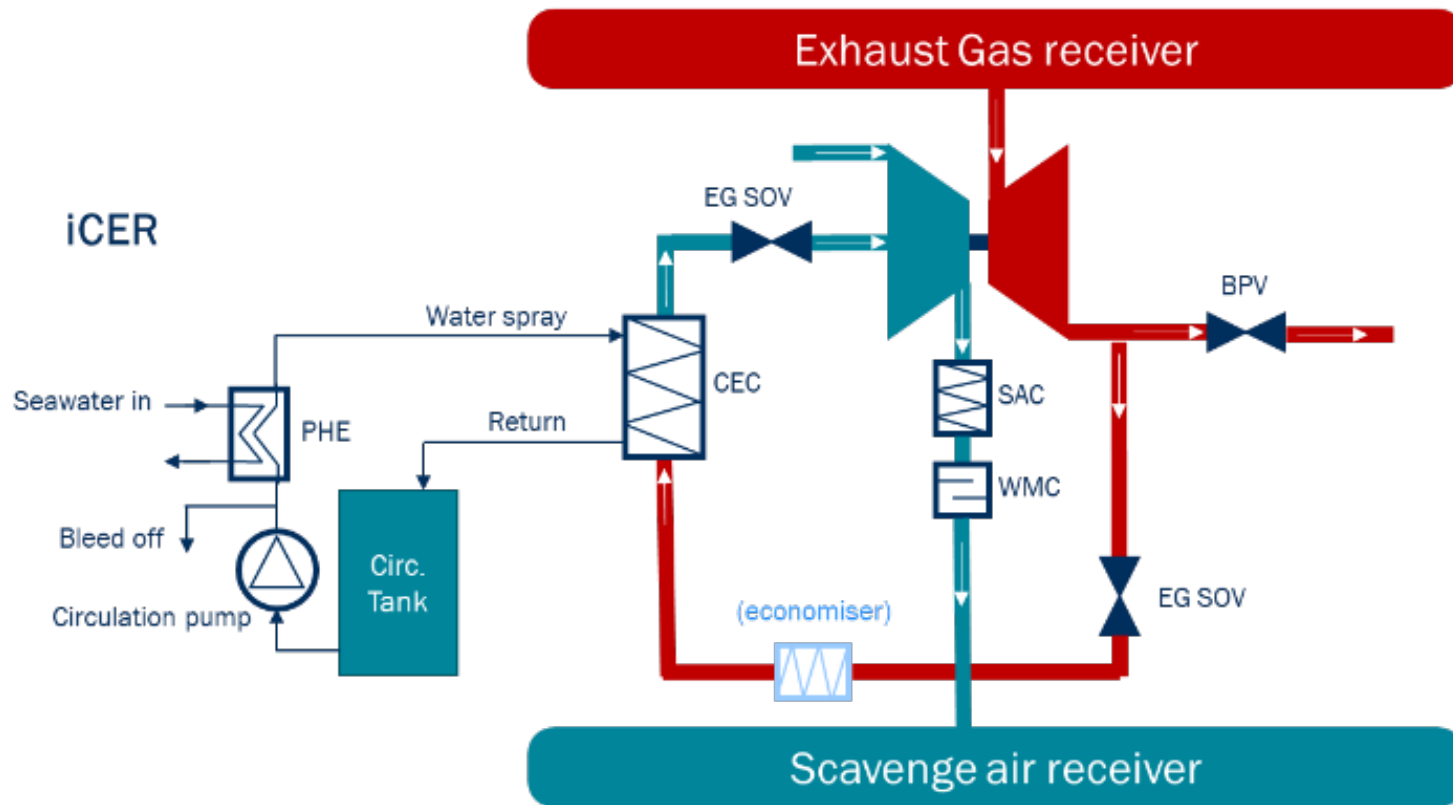 Exhaust Gas receiver
iCER
EG SOV
BPV
Water spray
CEC
SAC
Seawater in
PHE
Return
WMC
Bleed off
Circ.
Tank
Circulation pump
(economiser)
EG SOV
Scavenge air receiver